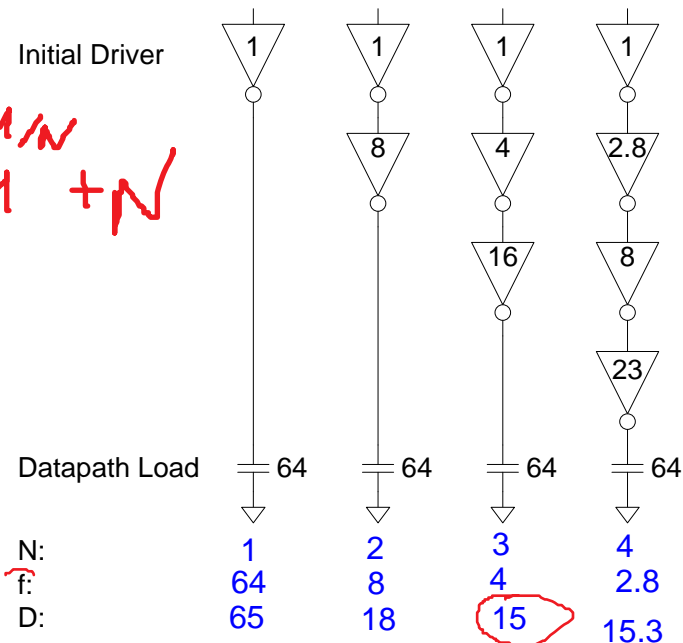 Initial Driver
1 1 1 1
1/N
+N
8 4 2.8
16 8
23
Datapath Load 64 64 64 64
N: 1 2 3 4
f: 64 8 4 2.8
D: 65 18 15 15.3